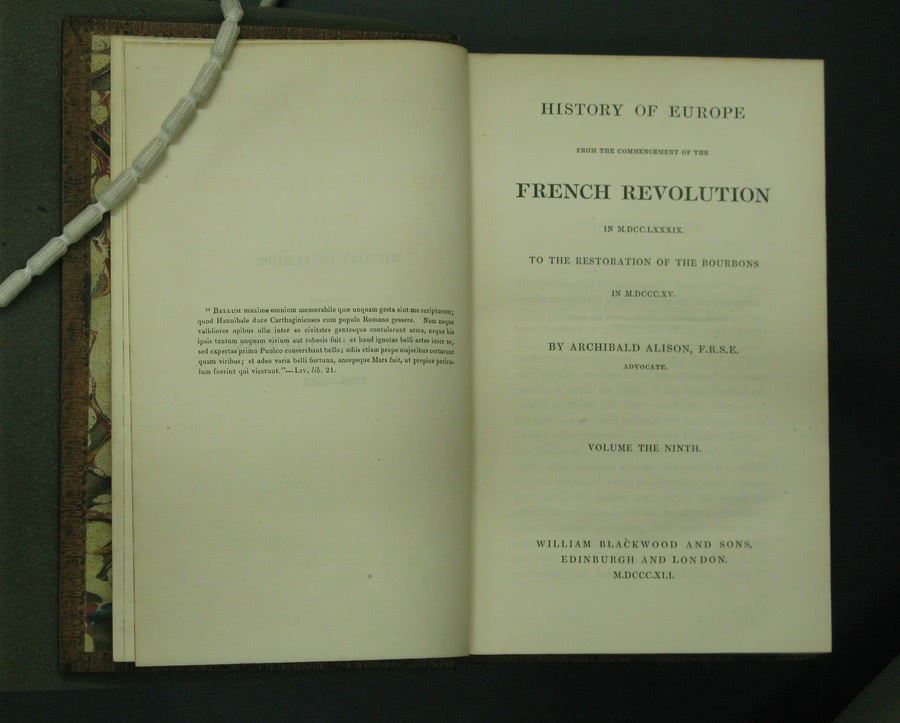 " BELLUM maxime omnium memorabile quæ unquam gesta sint me scripturum;
quod Hannibale duce Carthaginienses cum populo Romano gessere. Nam neque
validiores opibus ullæ inter se civitates gentesque contulerunt arma, neque his
ipsis tantum unquam virium aut roboris fuit: et haud ignotas belli artes inter se,
sed expertas primo Punico conserebant bello; odiis etiam prope majoribus certarunt
quam viribus; et adeo varia belli fortuna, ancepsque Mars fuit, ut propius pericu-
lum fuerint qui vicerunt."—LIV. lib. 21.
HISTORY OF EUROPE
FROM THE COMMENCEMENT OF THE
FRENCH REVOLUTION
IN M.DCC.LXXXIX.
TO THE RESTORATION OF THE BOURBONS
IN M.DCCC.XV.
BY ARCHIBALD ALISON, F.R.S.E.
ADVOCATE.
VOLUME THE NINTH.
WILLIAM BLACKWOOD AND SONS,
EDINBURGH AND LONDON.
M.DCCC.XLI.